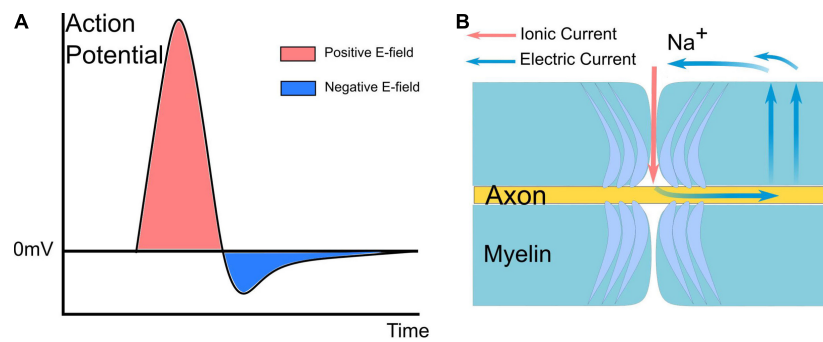 A
Action
Potential
Positive E-field
Negative E-field
0mV
Time
B
Ionic Current
Electric Current
Na+
Axon
Myelin